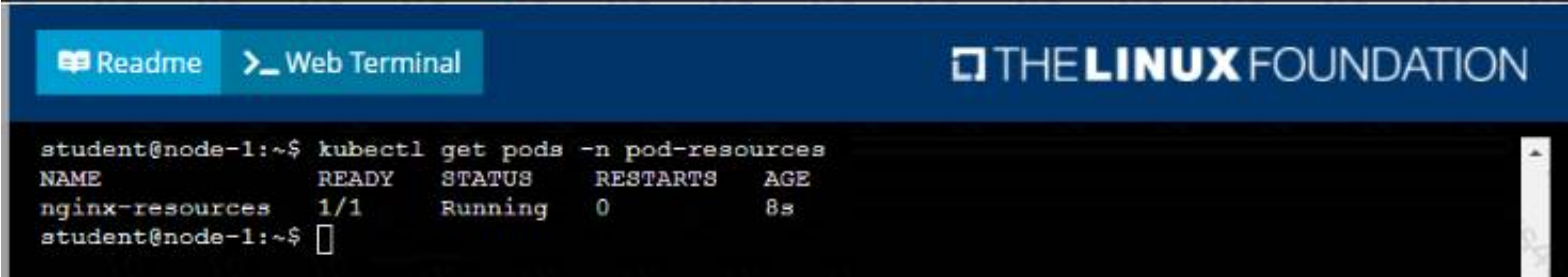 Readme >_ Web Terminal THE LINUX FOUNDATION
student@node-1:~$ kubectl get pods -n pod-resources
NAME READY STATUS RESTARTS AGE
nginx-resources 1/1 Running 0 8s
student@node-1:~$